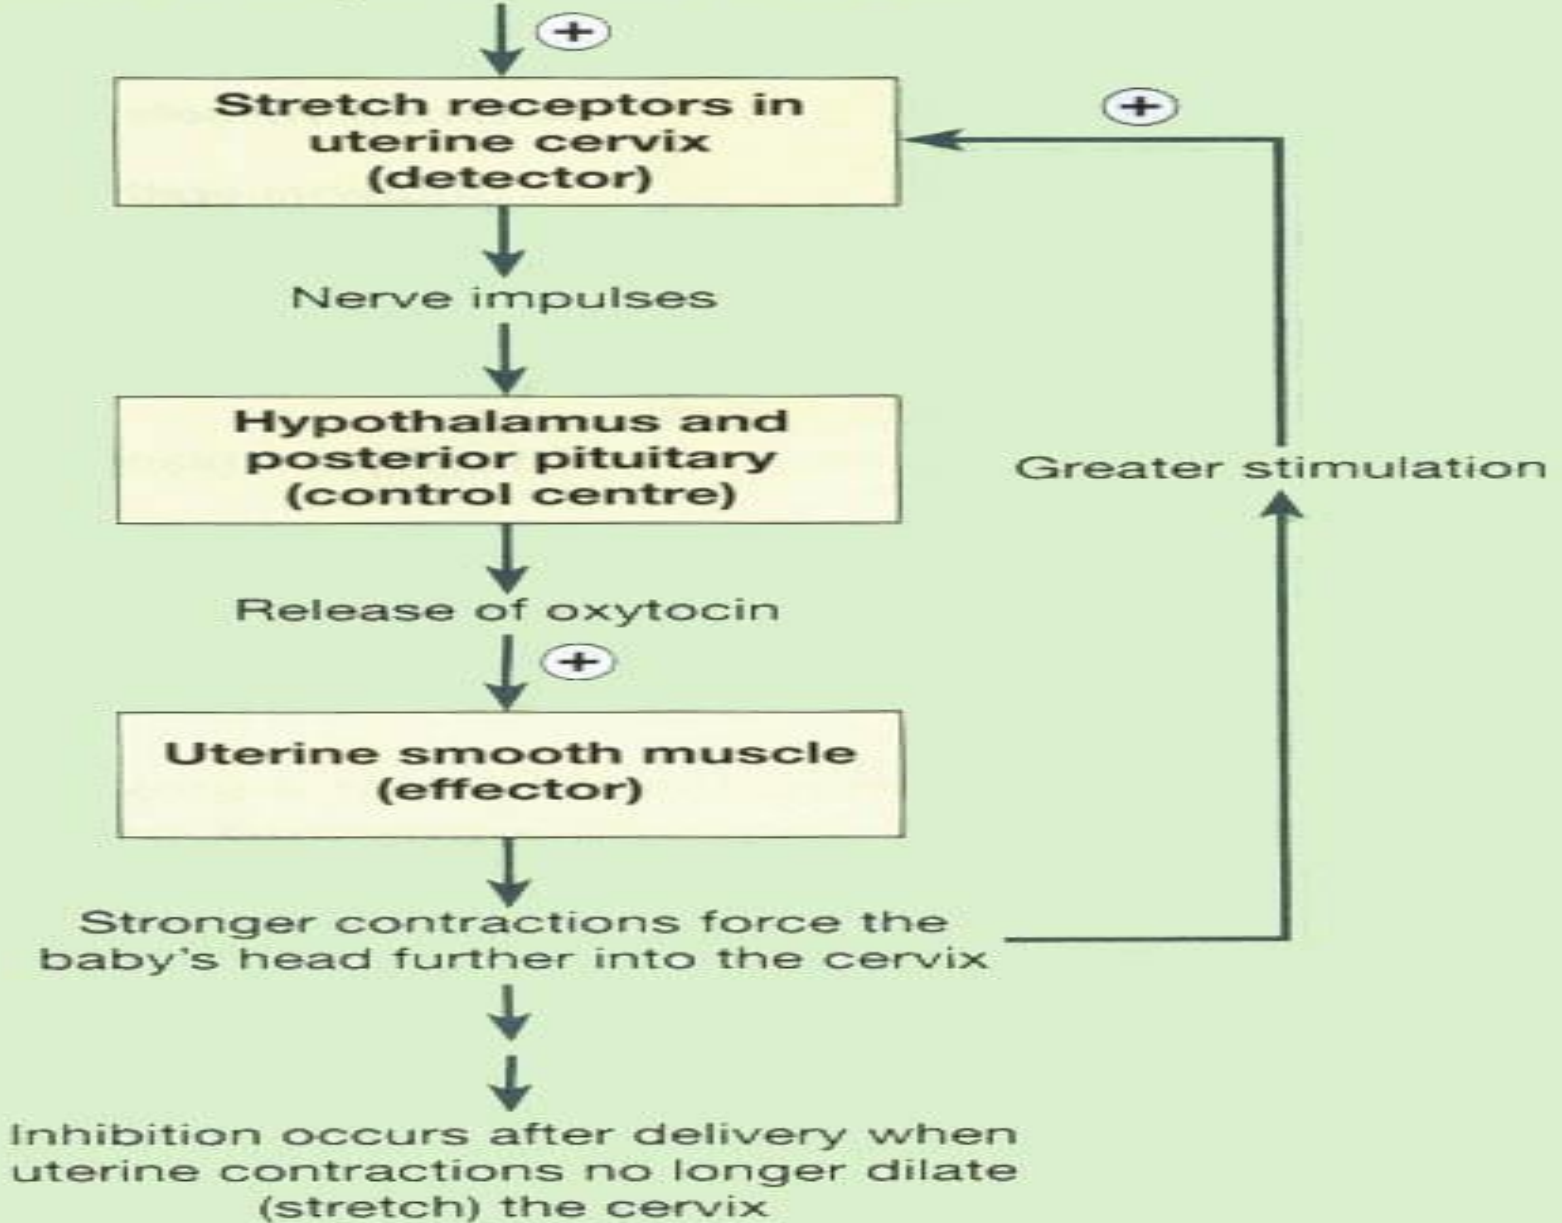 +
Stretch receptors in
uterine cervix
(detector)
+
Nerve impulses
Hypothalamus and
posterior pituitary
(control centre)
Greater stimulation
Release of oxytocin
+
Uterine smooth muscle
(effector)
Stronger contractions force the
baby's head further into the cervix
Inhibition occurs after delivery when
uterine contractions no longer dilate
(stretch) the cervix